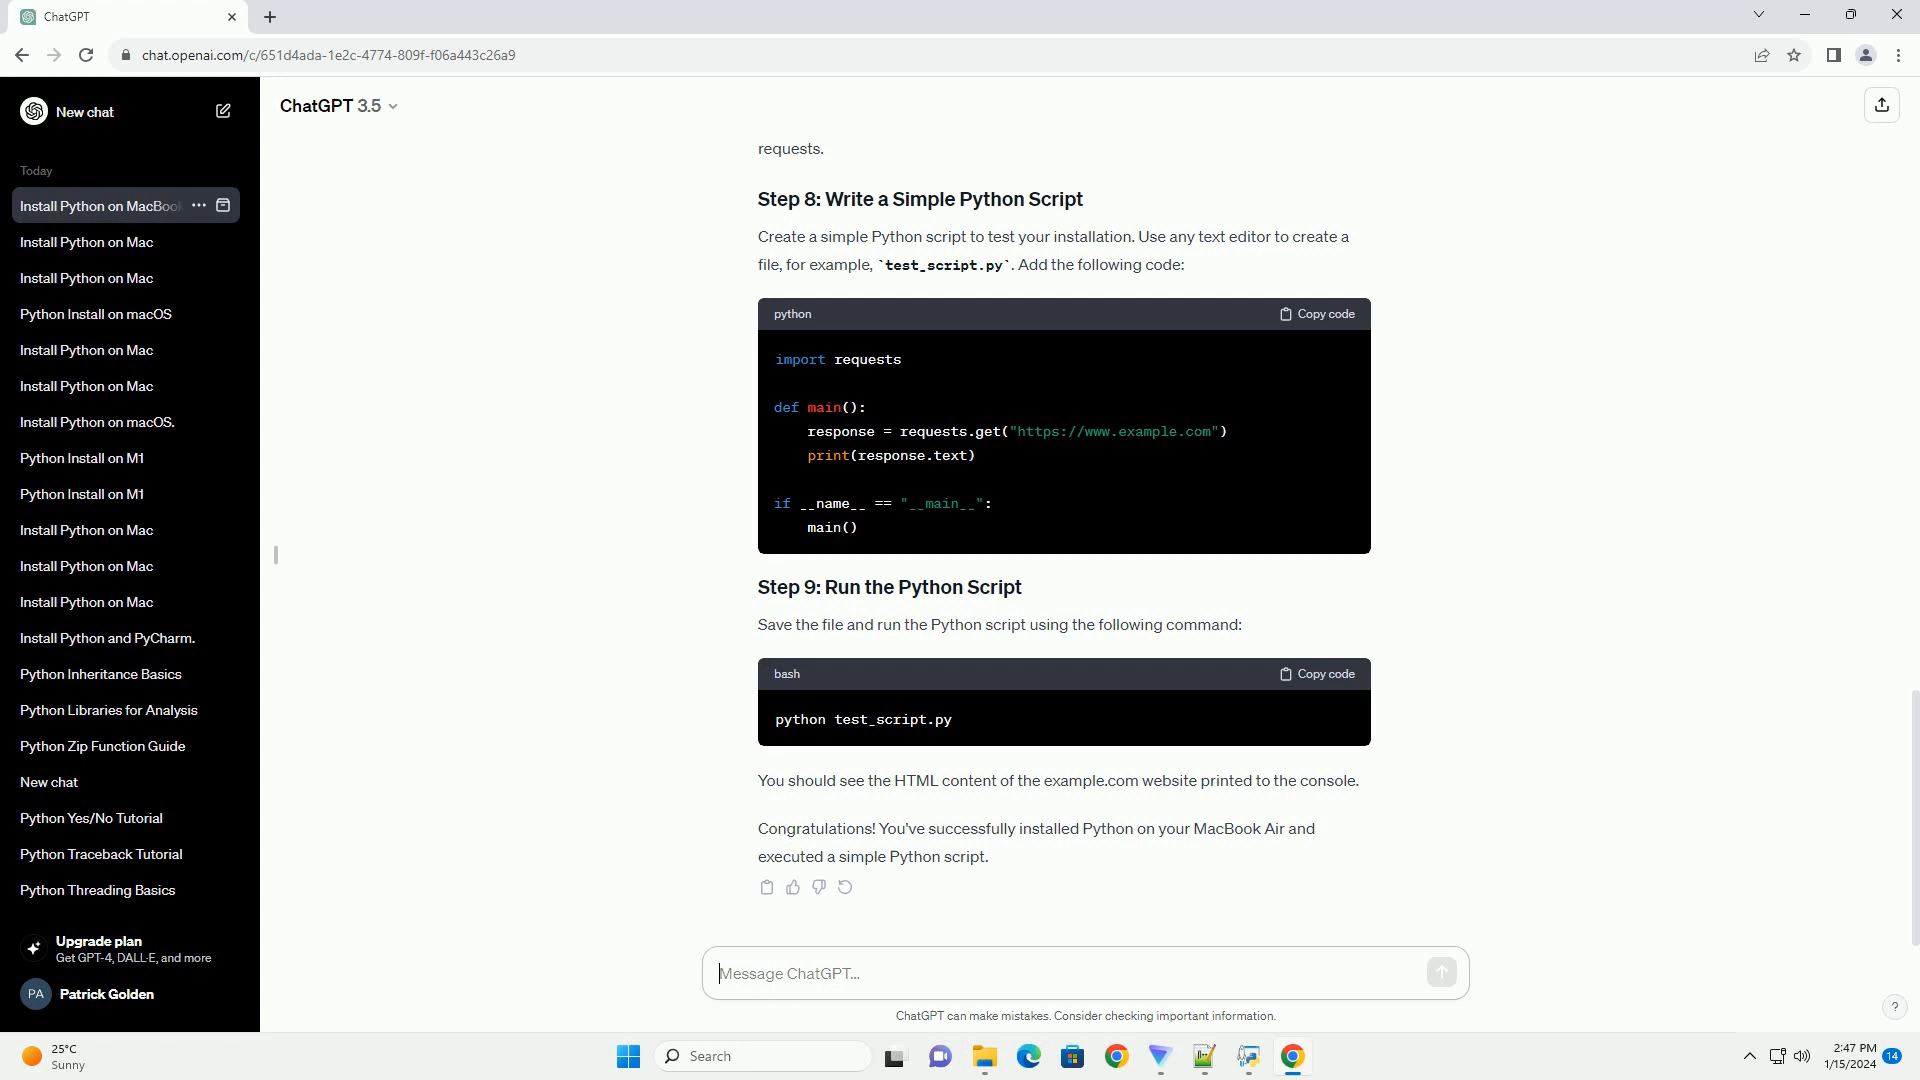 ChatGPT
chat.openai.com/c/651d4ada-1e2c-4774-809f-f06a443c26a9
New chat
Today
Install Python on MacBoo
Install Python on Mac
Install Python on Mac
Python Install on macOS
Install Python on Mac
Install Python on Mac
Install Python on macOS.
Python Install on M1
Python Install on M1
Install Python on Mac
Install Python on Mac
Install Python on Mac
Install Python and PyCharm.
Python Inheritance Basics
Python Libraries for Analysis
Python Zip Function Guide
New chat
Python Yes/No Tutorial
Python Traceback Tutorial
Python Threading Basics
Upgrade plan
Get GPT-4, DALL·E, and more
PA
Patrick Golden
ChatGPT 3.5
requests.
Step 8: Write a Simple Python Script
Create a simple Python script to test your installation. Use any text editor to create a
file, for example, `test_script.py`. Add the following code:
python
Copy code
import requests
def main():
    response = requests.get("https://www.example.com")
    print(response.text)
if __name__ == "__main__":
    main()
Step 9: Run the Python Script
Save the file and run the Python script using the following command:
bash
Copy code
python test_script.py
You should see the HTML content of the example.com website printed to the console.
Congratulations! You've successfully installed Python on your MacBook Air and
executed a simple Python script.
Message ChatGPT...
ChatGPT can make mistakes. Consider checking important information.
?
25°C
Sunny
Search
2:47 PM
1/15/2024
14